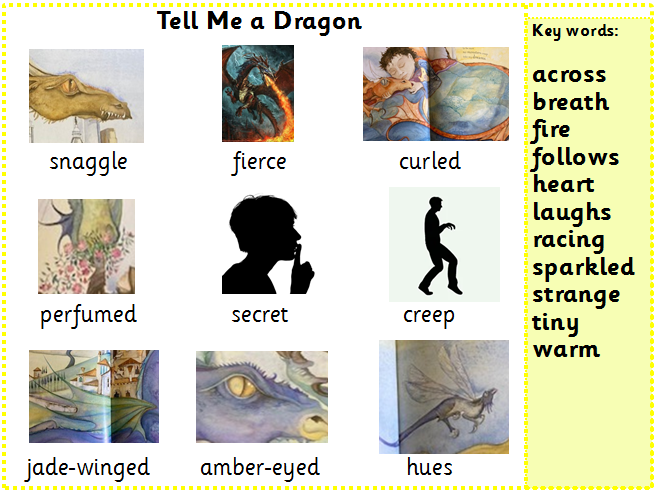 Tell Me a Dragon
snaggle
fierce
curled
perfumed
secret
creep
jade-winged
amber-eyed
hues
Key words:
across
breath
fire
follows
heart
laughs
racing
sparkled
strange
tiny
warm